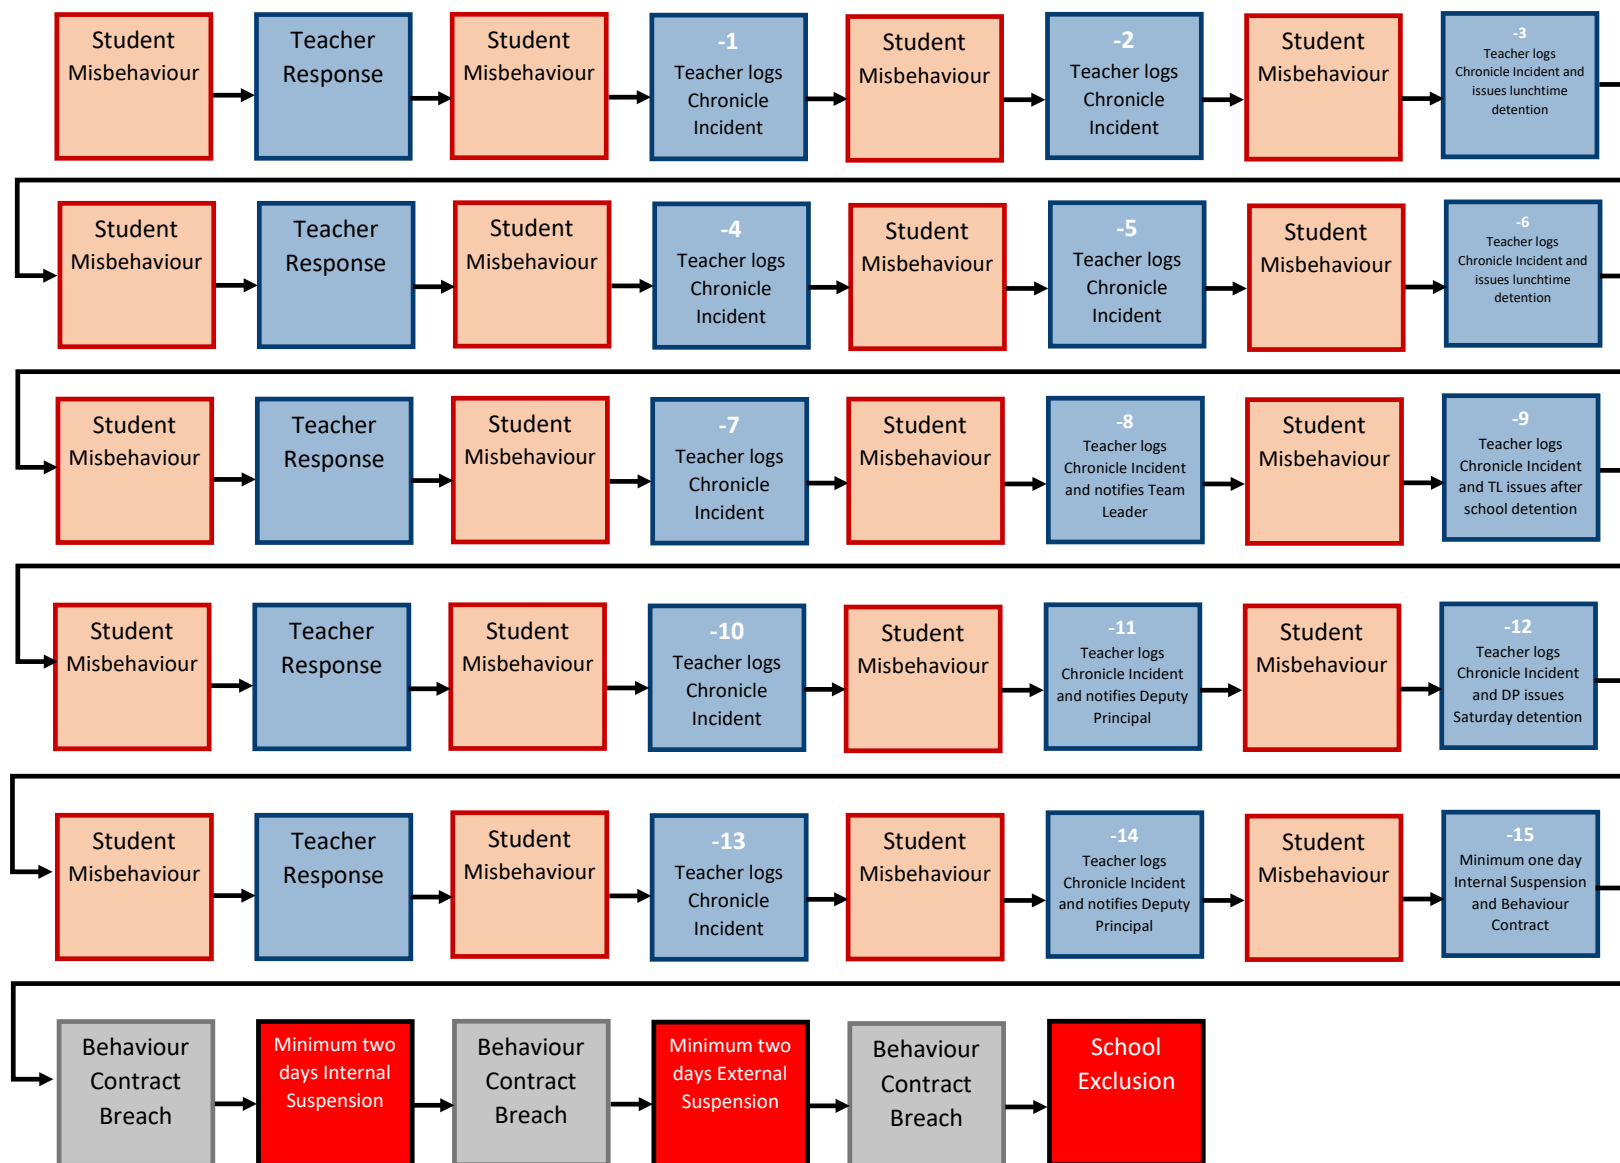 Student
Misbehaviour
Teacher
Response
Student
Misbehaviour
-1
Teacher logs
Chronicle
Incident
Student
Misbehaviour
-2
Teacher logs
Chronicle
Incident
Student
Misbehaviour
-3
Teacher logs
Chronicle Incident and
issues lunchtime
detention
Student
Misbehaviour
Teacher
Response
Student
Misbehaviour
-4
Teacher logs
Chronicle
Incident
Student
Misbehaviour
-5
Teacher logs
Chronicle
Incident
Student
Misbehaviour
-6
Teacher logs
Chronicle Incident and
issues lunchtime
detention
Student
Misbehaviour
Teacher
Response
Student
Misbehaviour
-7
Teacher logs
Chronicle
Incident
Student
Misbehaviour
-8
Teacher logs
Chronicle Incident
and notifies Team
Leader
Student
Misbehaviour
-9
Teacher logs
Chronicle Incident
and TL issues after
school detention
Student
Misbehaviour
Teacher
Response
Student
Misbehaviour
-10
Teacher logs
Chronicle
Incident
Student
Misbehaviour
-11
Teacher logs
Chronicle Incident
and notifies Deputy
Principal
Student
Misbehaviour
-12
Teacher logs
Chronicle Incident
and DP issues
Saturday detention
Student
Misbehaviour
Teacher
Response
Student
Misbehaviour
-13
Teacher logs
Chronicle
Incident
Student
Misbehaviour
-14
Teacher logs
Chronicle Incident
and notifies Deputy
Principal
Student
Misbehaviour
-15
Minimum one day
Internal Suspension
and Behaviour
Contract
Behaviour
Contract
Breach
Minimum two
days Internal
Suspension
Behaviour
Contract
Breach
Minimum two
days External
Suspension
Behaviour
Contract
Breach
School
Exclusion